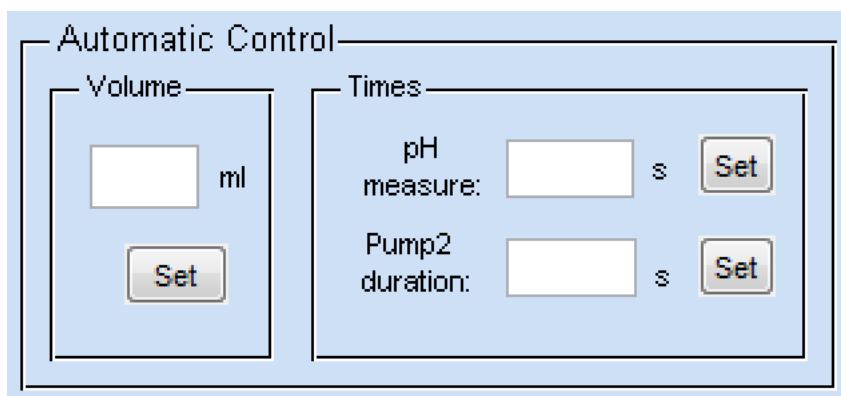 Automatic Control
Volume
ml
Set
Times
pH
measure:
s
Set
Pump2
duration:
s
Set